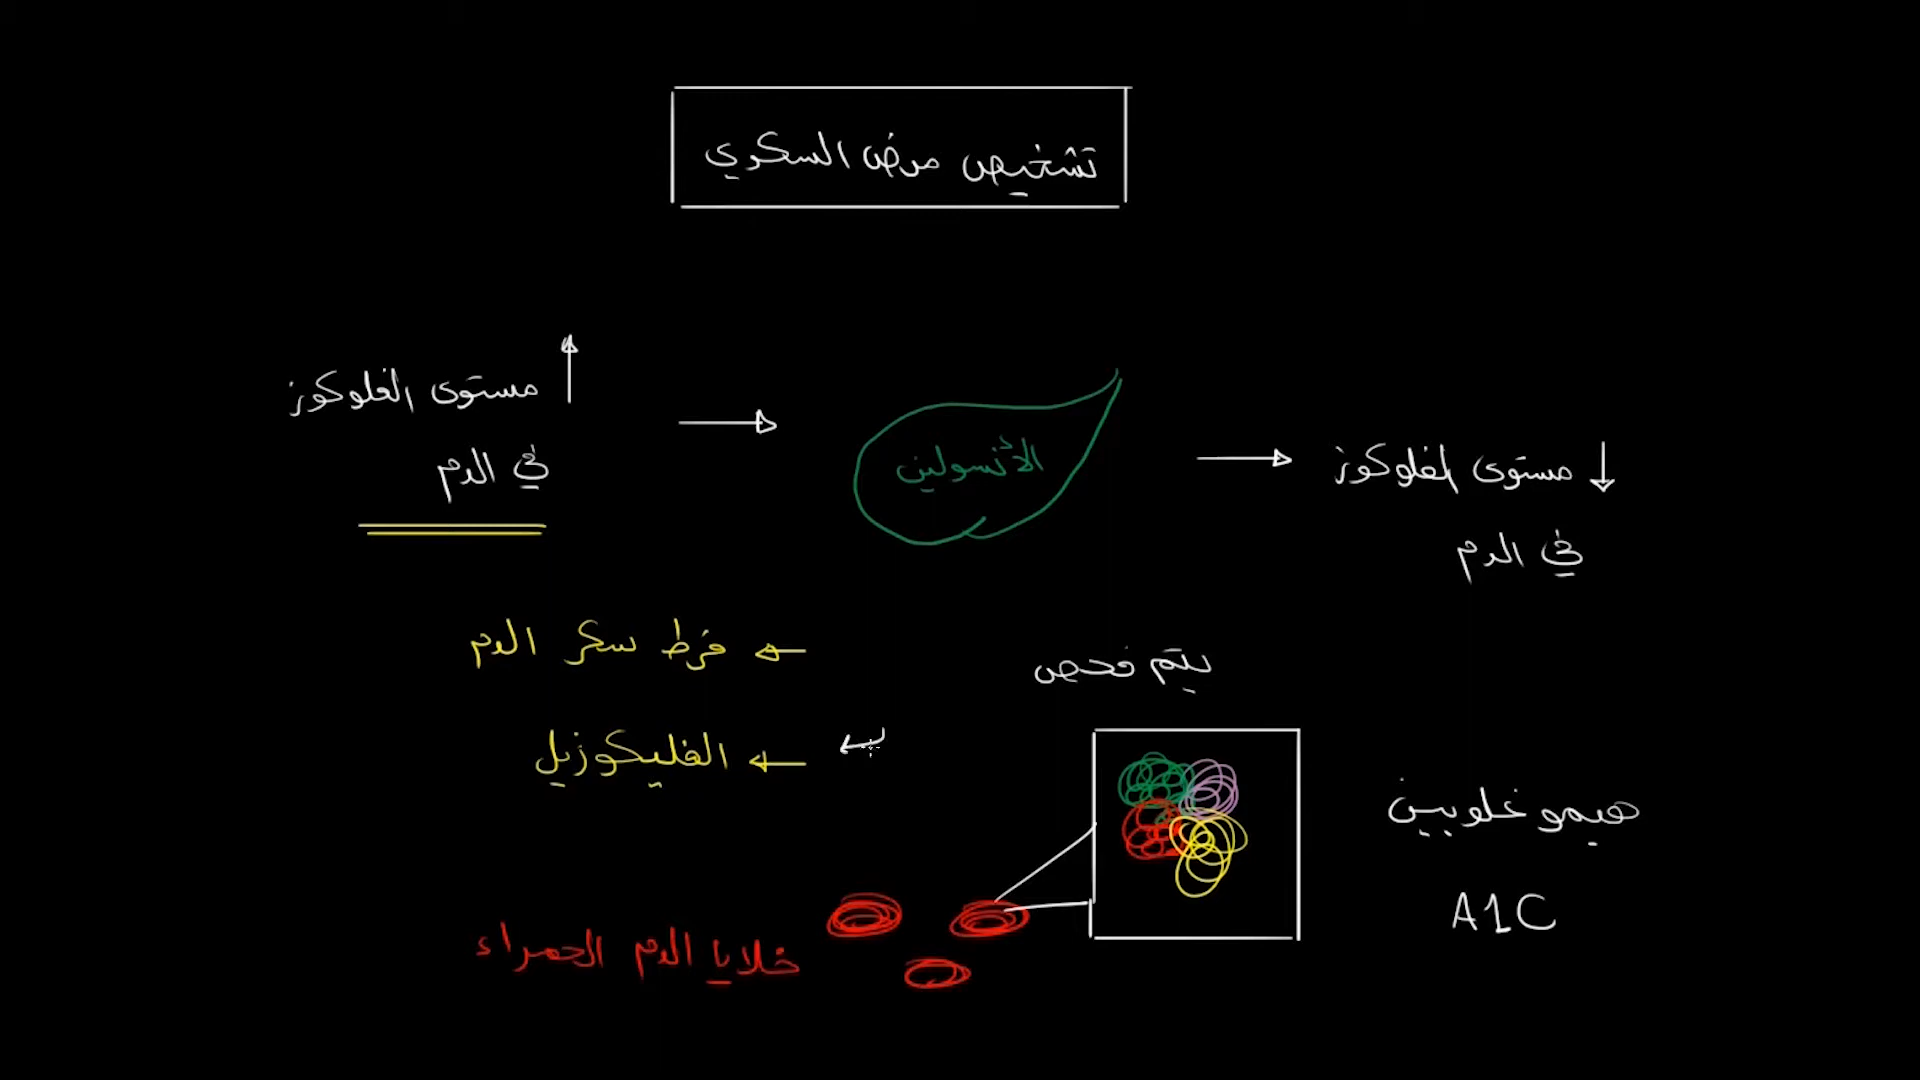 تشخيص مرض السكري
مستوى الغلوكوز
في الدم
الأنسولين
مستوى الغلوكوز
في الدم
فرط سكر الدم
يتم فحص
الغليكوزيل
هيموغلوبين
A1C
خلايا الدم الحمراء